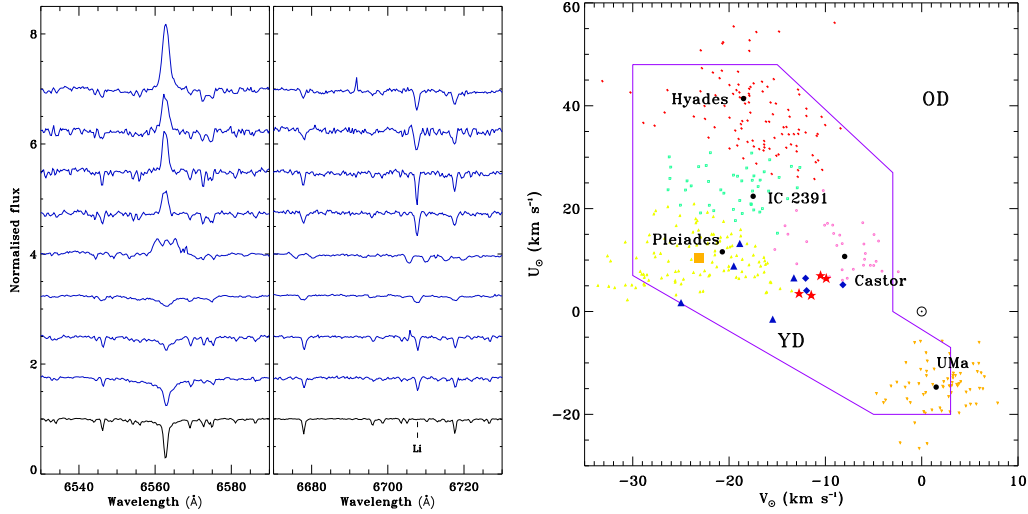 8
6
4
2
0
Normalised flux
6540
6560
6580
Wavelength (Å)
6680
6700
6720
Wavelength (Å)
Li
60
40
20
0
−20
U⊙ (km s⁻¹)
−30
−20
−10
0
10
V⊙ (km s⁻¹)
Hyades
OD
IC 2391
Pleiades
Castor
YD
UMa